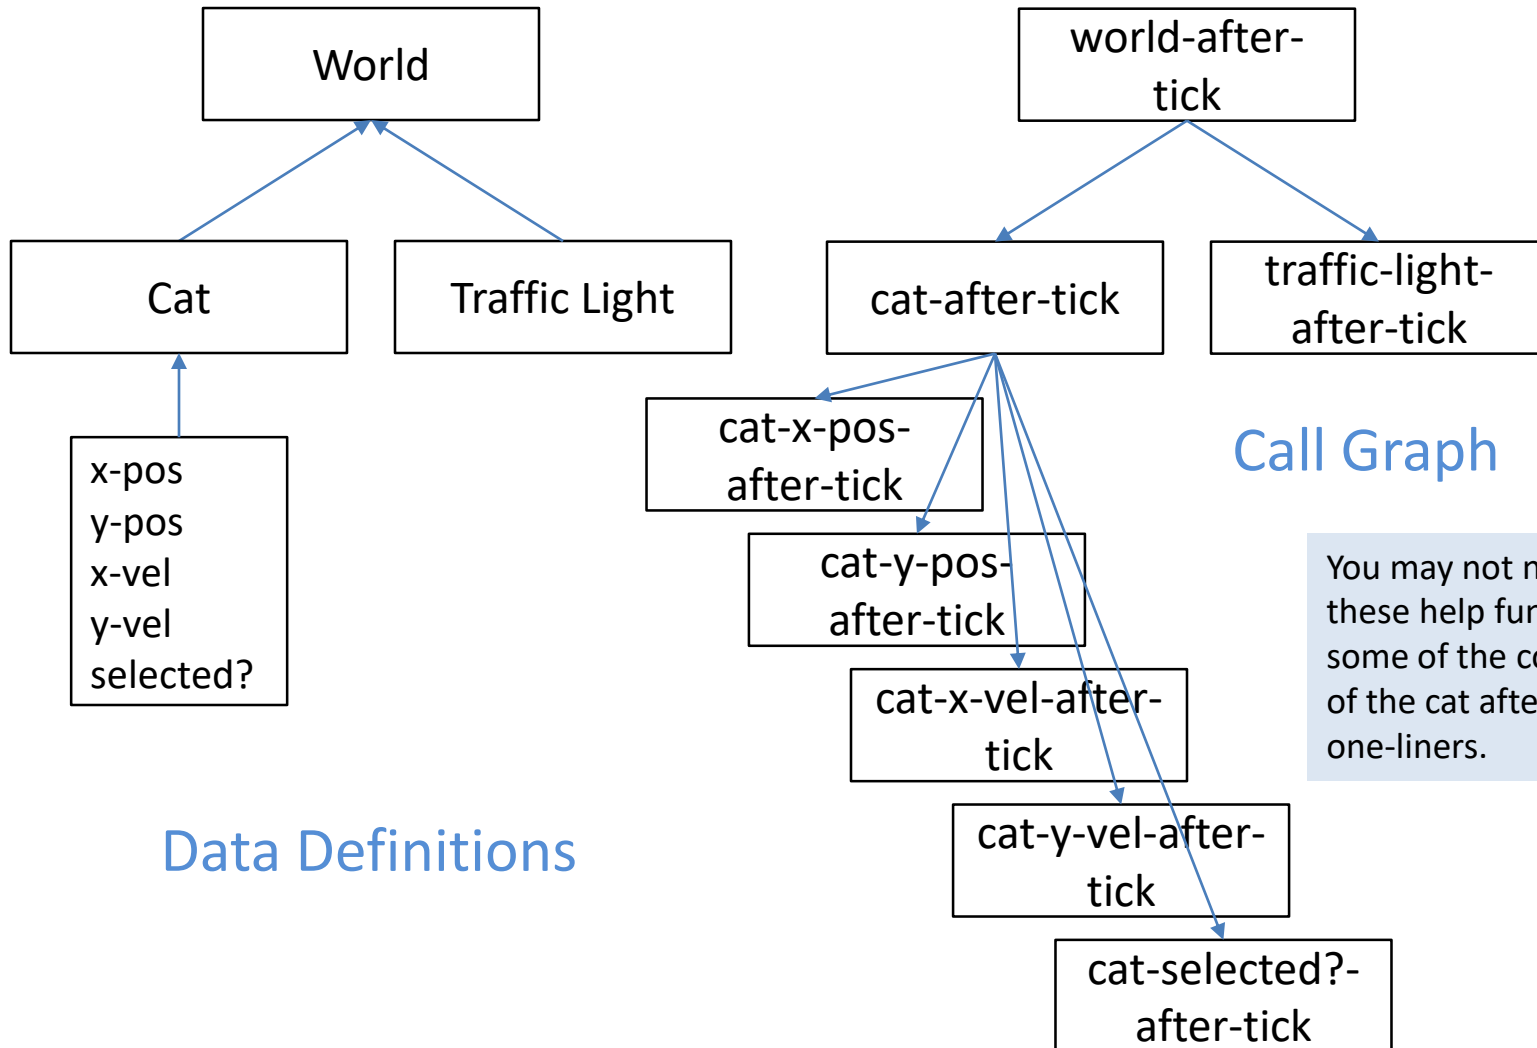 World
Cat
Traffic Light
x-pos
y-pos
x-vel
y-vel
selected?
Data Definitions
world-after-
tick
cat-after-tick
traffic-light-
after-tick
cat-x-pos-
after-tick
cat-y-pos-
after-tick
cat-x-vel-after-
tick
cat-y-vel-after-
tick
cat-selected?-
after-tick
Call Graph
You may not
these help
some of the
of the cat
one-liners.